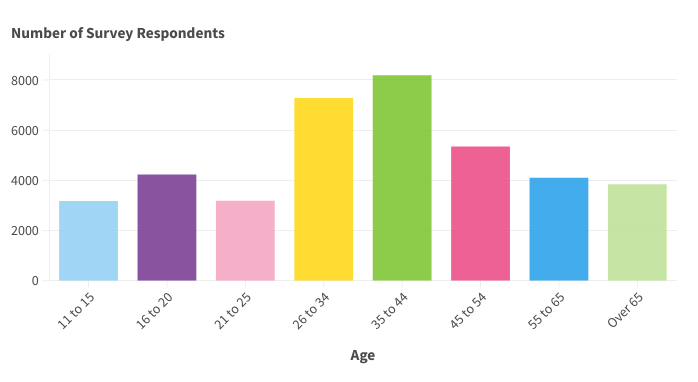 Number of Survey Respondents
8000
6000
4000
2000
0
11 to 15
16 to 20
21 to 25
26 to 34
35 to 44
45 to 54
55 to 65
Over 65
Age